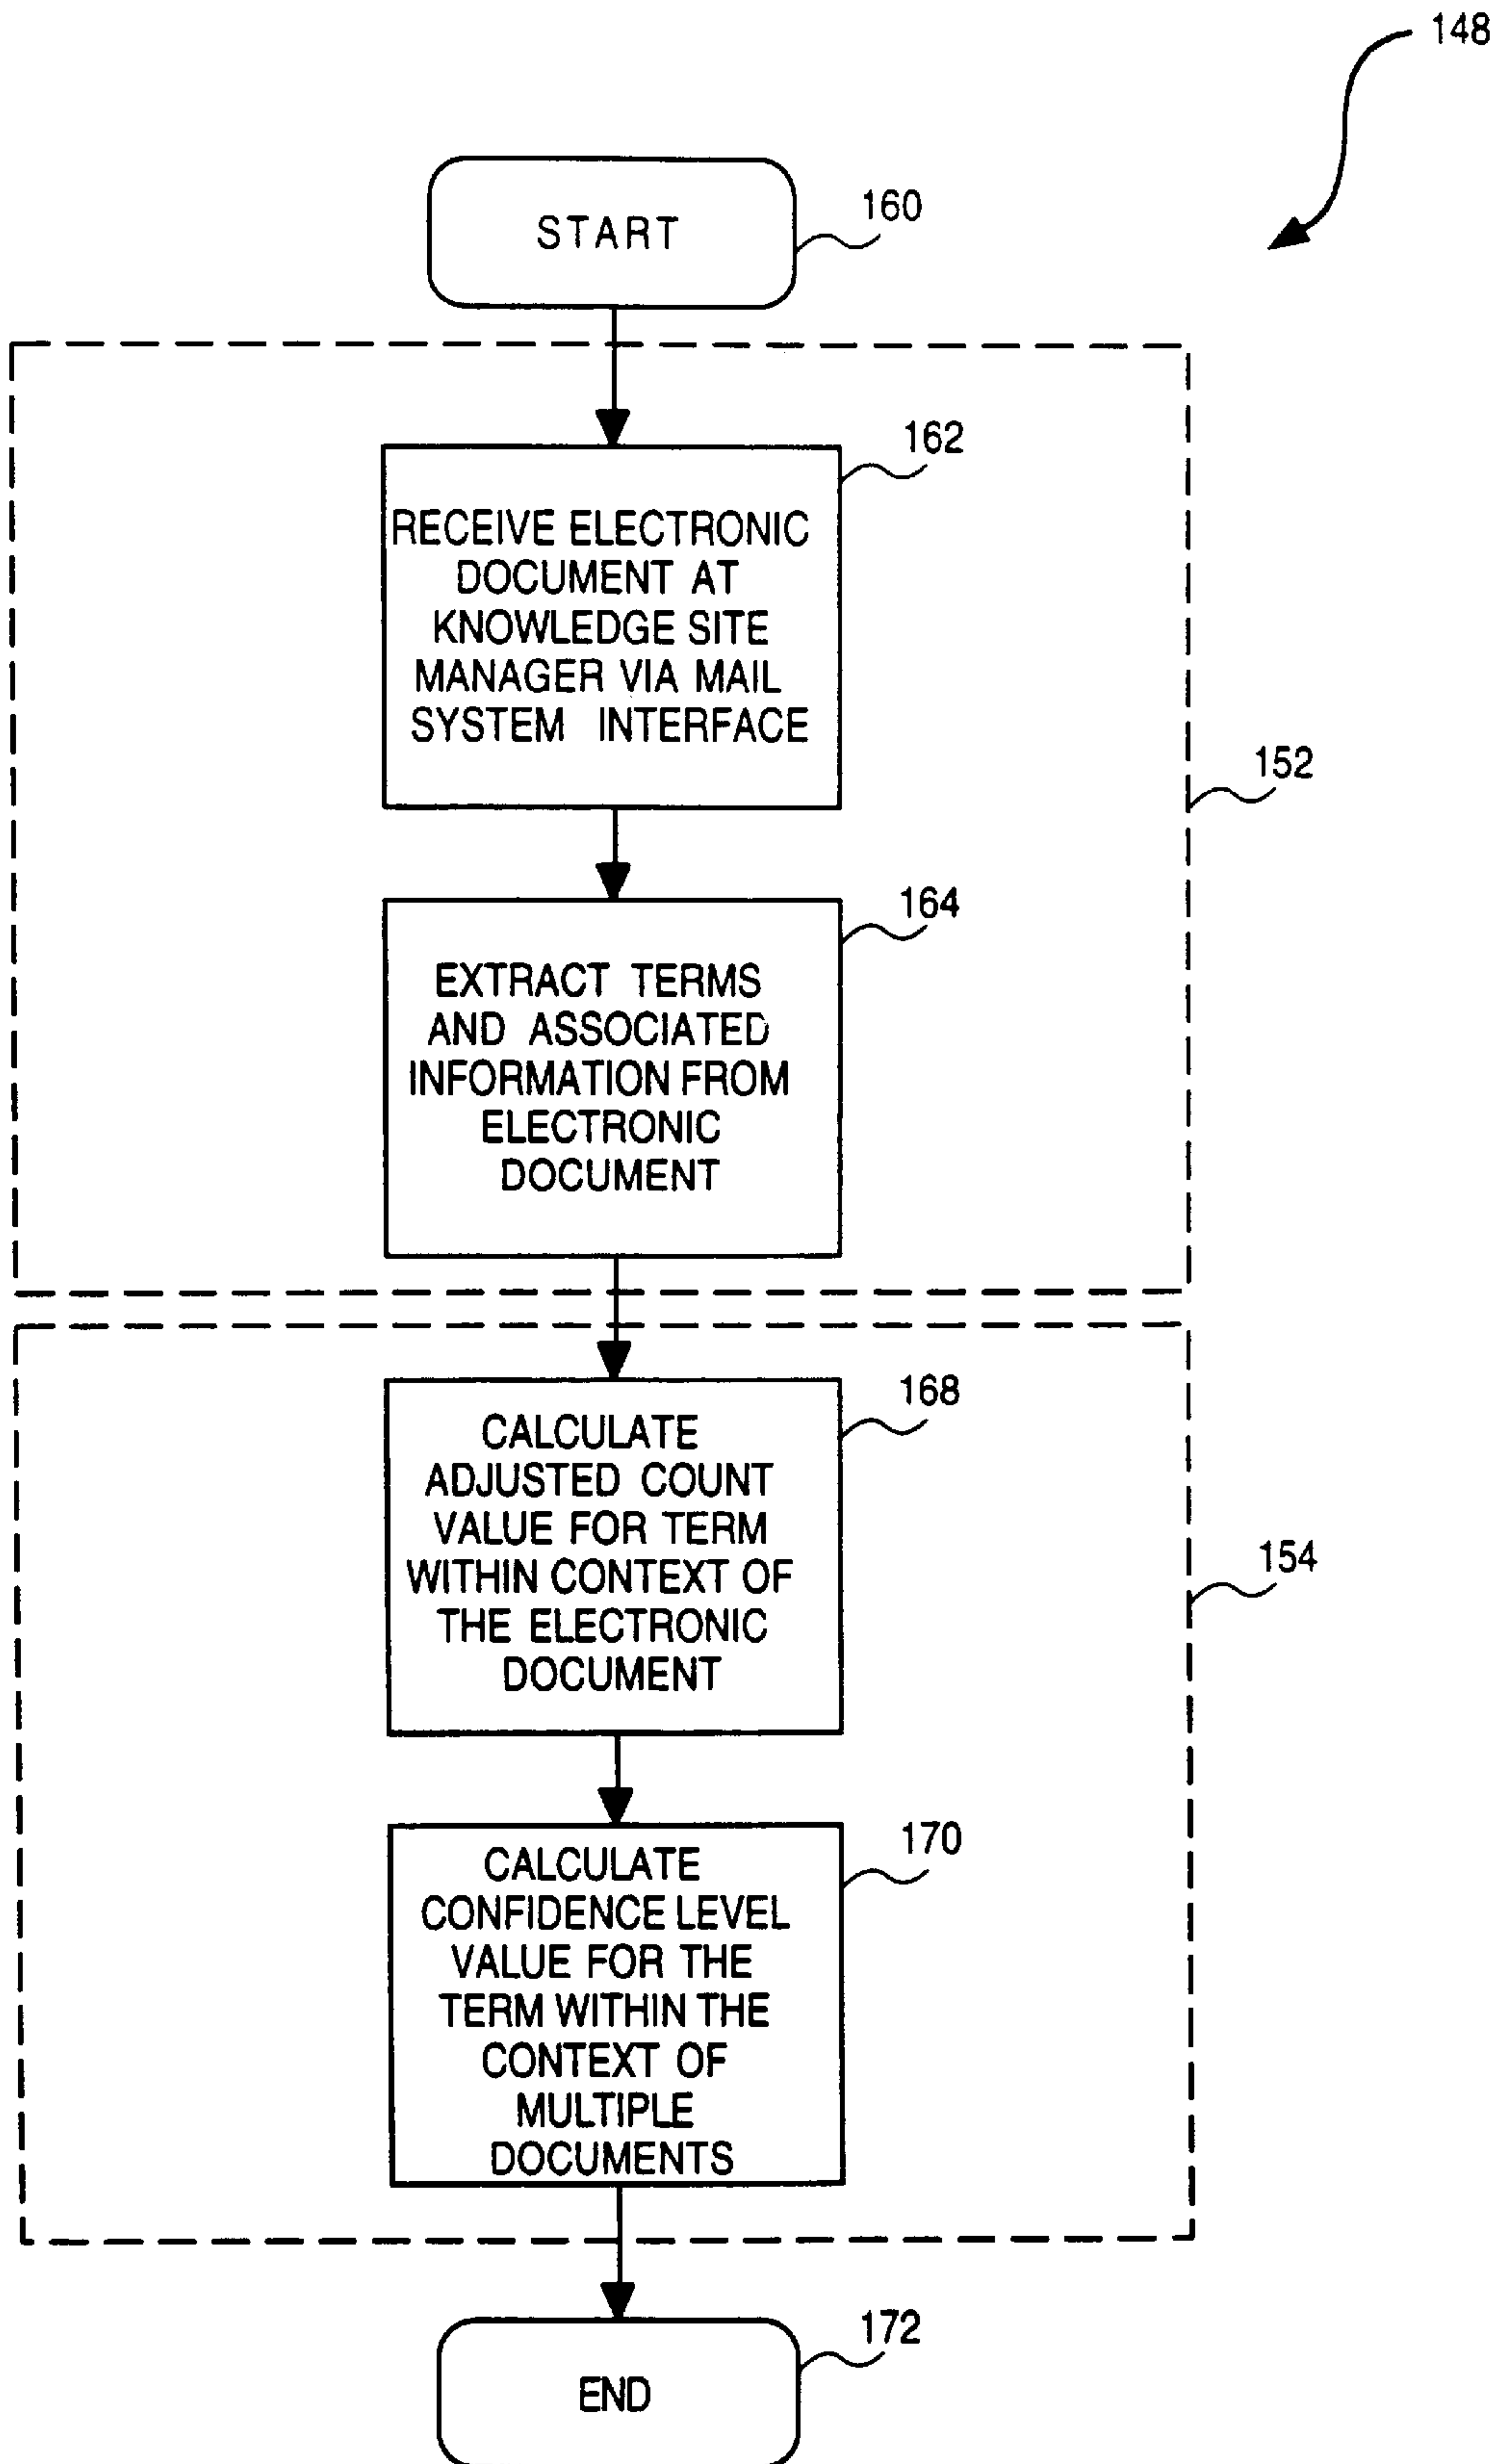 148
START
160
162
RECEIVE ELECTRONIC
DOCUMENT AT
KNOWLEDGE SITE
MANAGER VIA MAIL
SYSTEM INTERFACE
152
164
EXTRACT TERMS
AND ASSOCIATED
INFORMATION FROM
ELECTRONIC
DOCUMENT
168
CALCULATE
ADJUSTED COUNT
VALUE FOR TERM
WITHIN CONTEXT OF
THE ELECTRONIC
DOCUMENT
154
170
CALCULATE
CONFIDENCE LEVEL
VALUE FOR THE
TERM WITHIN THE
CONTEXT OF
MULTIPLE
DOCUMENTS
172
END